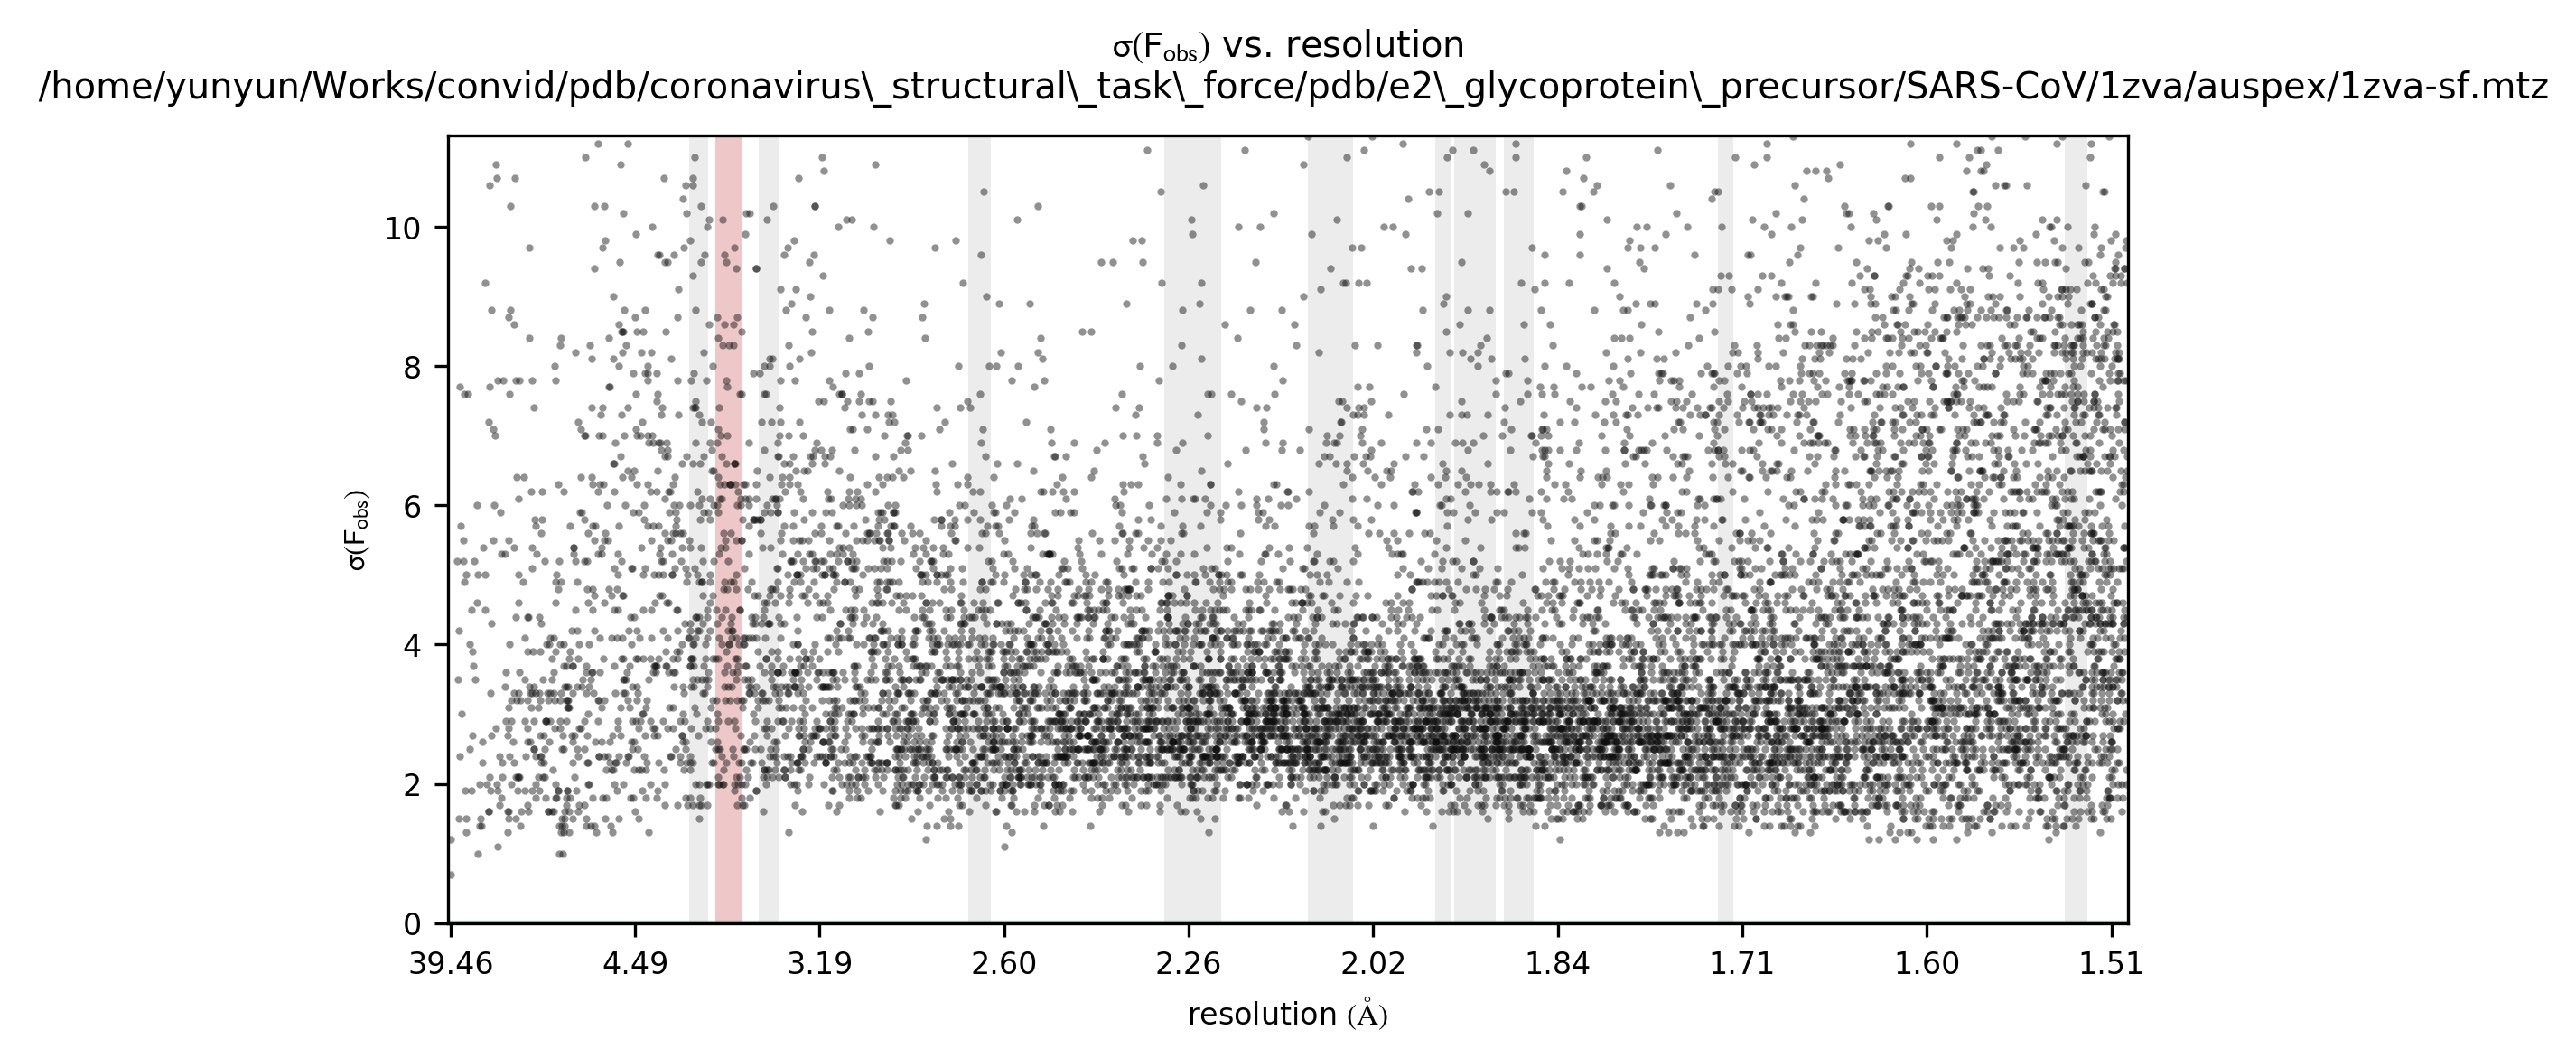 σ(F_obs) vs. resolution
/home/yunyun/Works/convid/pdb/coronavirus\_structural\_task\_force/pdb/e2\_glycoprotein\_precursor/SARS-CoV/1zva/auspex/1zva-sf.mtz
σ(F_obs)
10
8
6
4
2
0
39.46 4.49 3.19 2.60 2.26 2.02 1.84 1.71 1.60 1.51
resolution (Å)